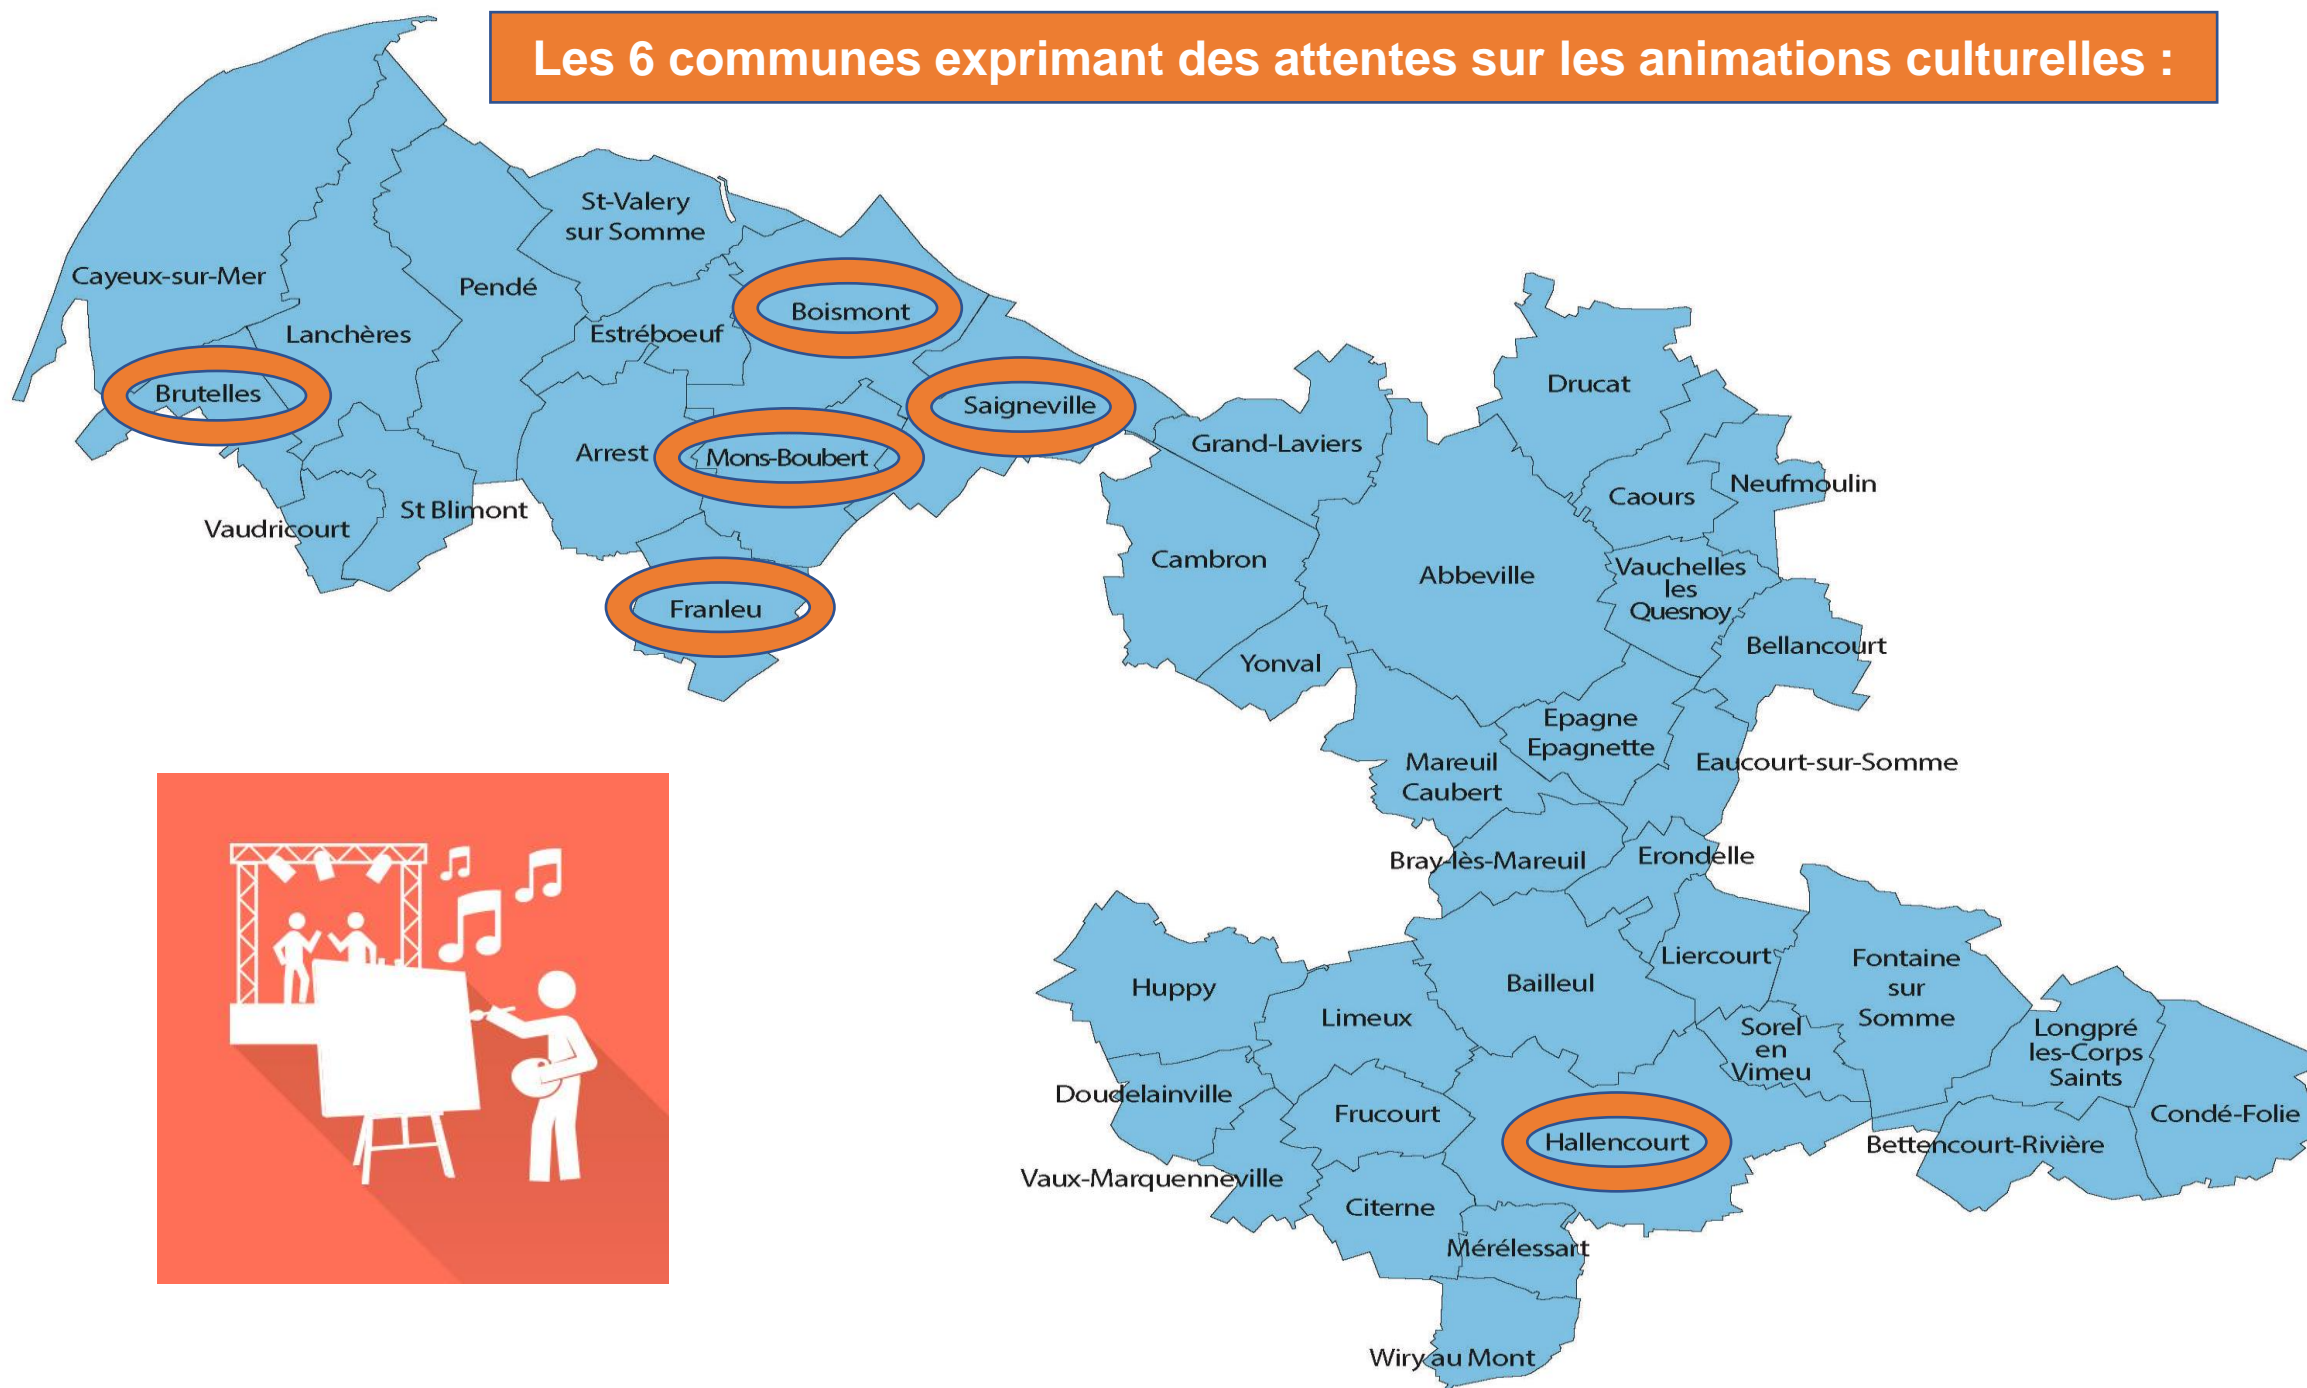 Les 6 communes exprimant des attentes sur les animations culturelles :
St-Valery
sur Somme
Cayeux-sur-Mer
Pendé
Boismont
Lanchères
Estréboeuf
Brutelles
Saigneville
Drucat
Arrest
Mons-Boubert
Grand-Laviers
Neufmoulin
Caours
St Blimont
Vaudricourt
Cambron
Abbeville
Vauchelles
les
Quesnoy
Franleu
Bellancourt
Yonval
Epagne
Epagnette
Mareuil
Caubert
Eaucourt-sur-Somme
Bray-lès-Mareuil
Erondelle
Liercourt
Fontaine
sur
Somme
Bailleul
Huppy
Limeux
Sorel
en
Vimeu
Longpré
les-Corps
Saints
Doudelainville
Frucourt
Condé-Folie
Hallencourt
Bettencourt-Rivière
Vaux-Marquenneville
Citerne
Mérélessart
Wiry au Mont